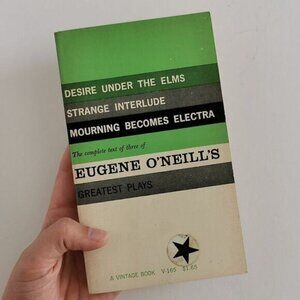 DESIRE UNDER THE ELMS
STRANGE INTERLUDE
MOURNING BECOMES ELECTRA
The complete text of three of
EUGENE O'NEILL'S
GREATEST PLAYS
A VINTAGE BOOK V-165 $1.65